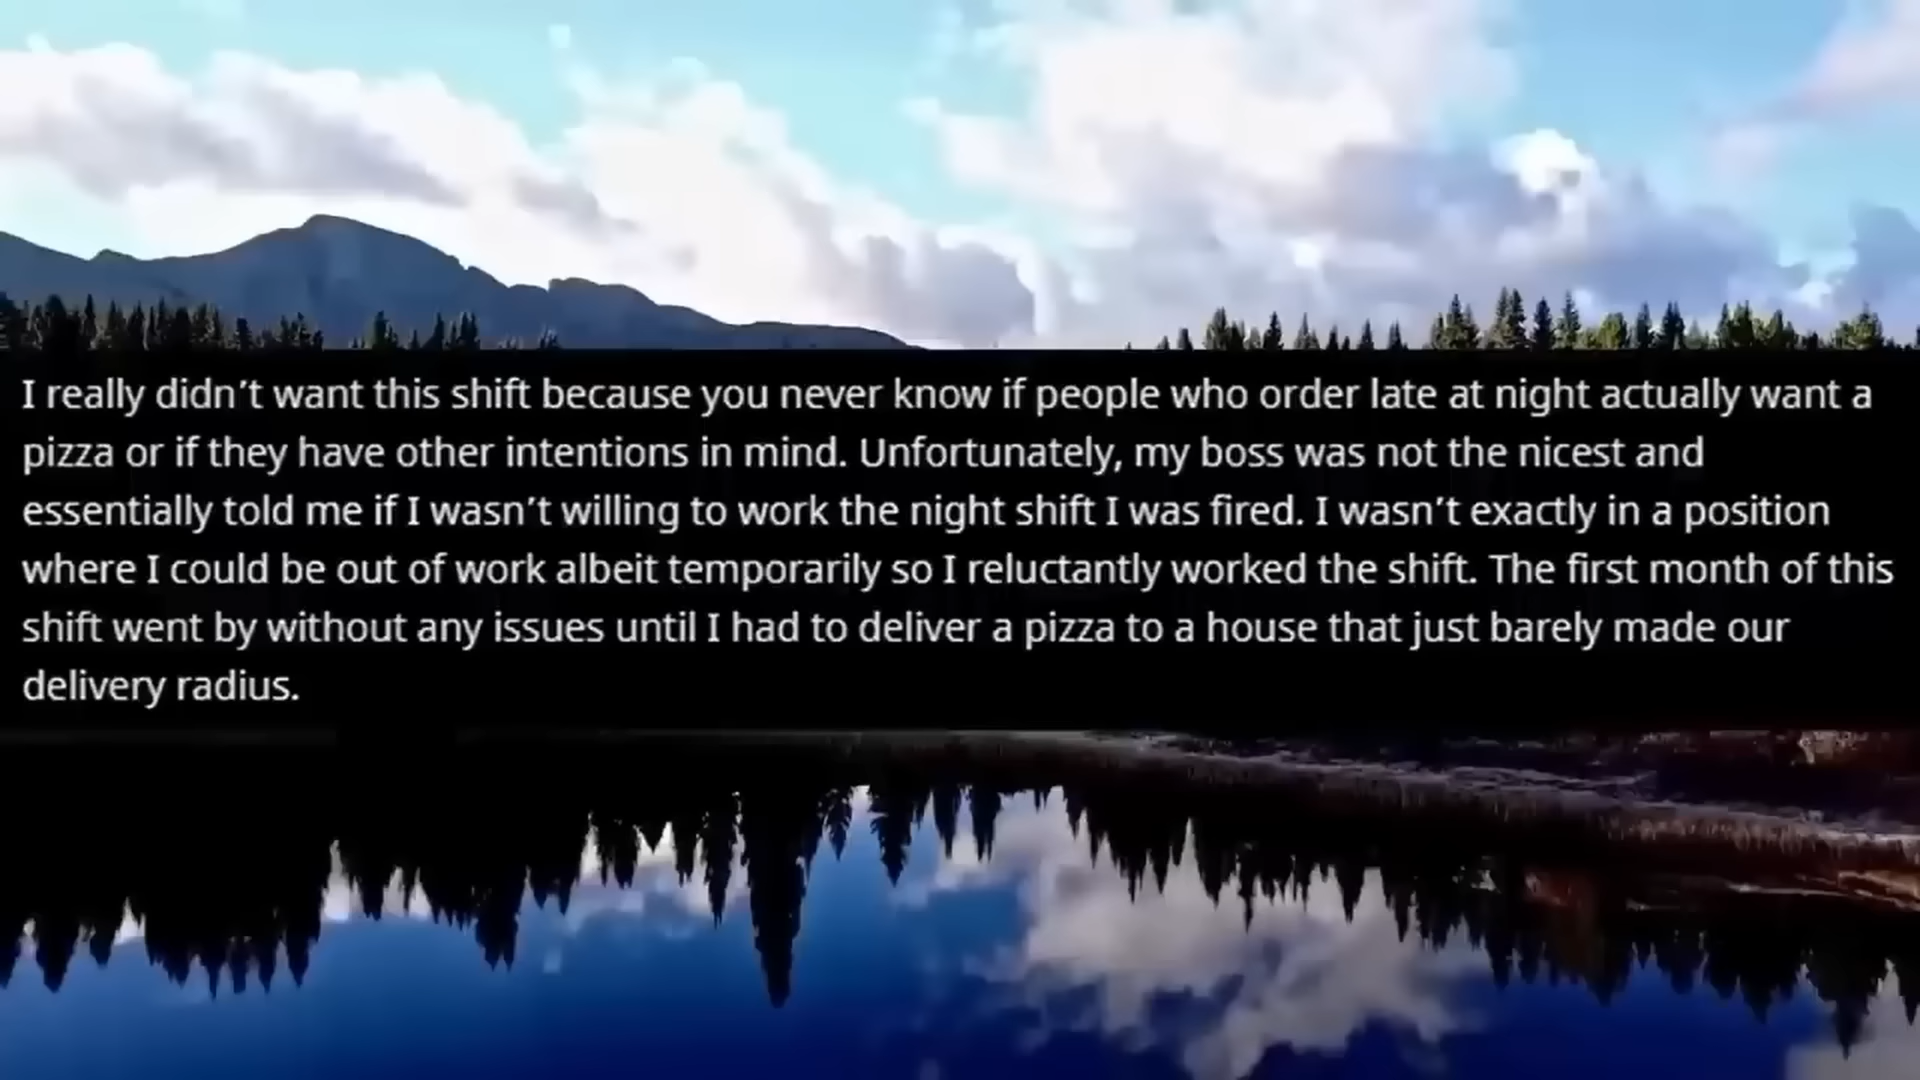 I really didn’t want this shift because you never know if people who order late at night actually want a
pizza or if they have other intentions in mind. Unfortunately, my boss was not the nicest and
essentially told me if I wasn’t willing to work the night shift I was fired. I wasn’t exactly in a position
where I could be out of work albeit temporarily so I reluctantly worked the shift. The first month of this
shift went by without any issues until I had to deliver a pizza to a house that just barely made our
delivery radius.